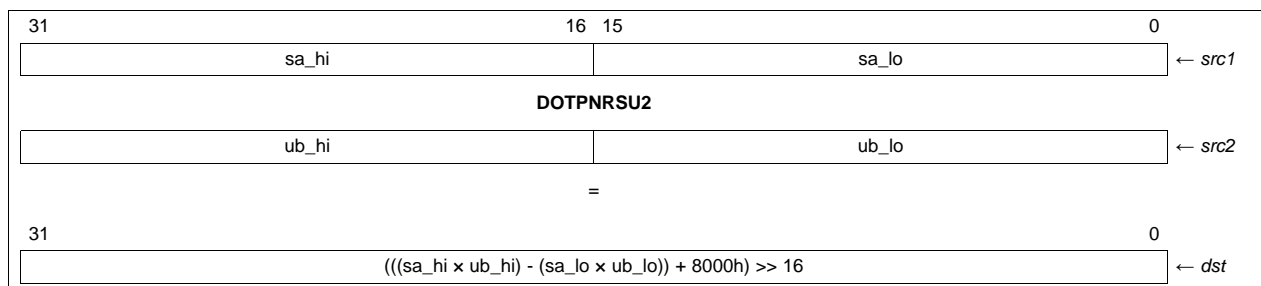 31 16 15 0
sa_hi sa_lo ← src1
DOTPNRSU2
ub_hi ub_lo ← src2
=
31 0
(((sa_hi × ub_hi) - (sa_lo × ub_lo)) + 8000h) >> 16 ← dst